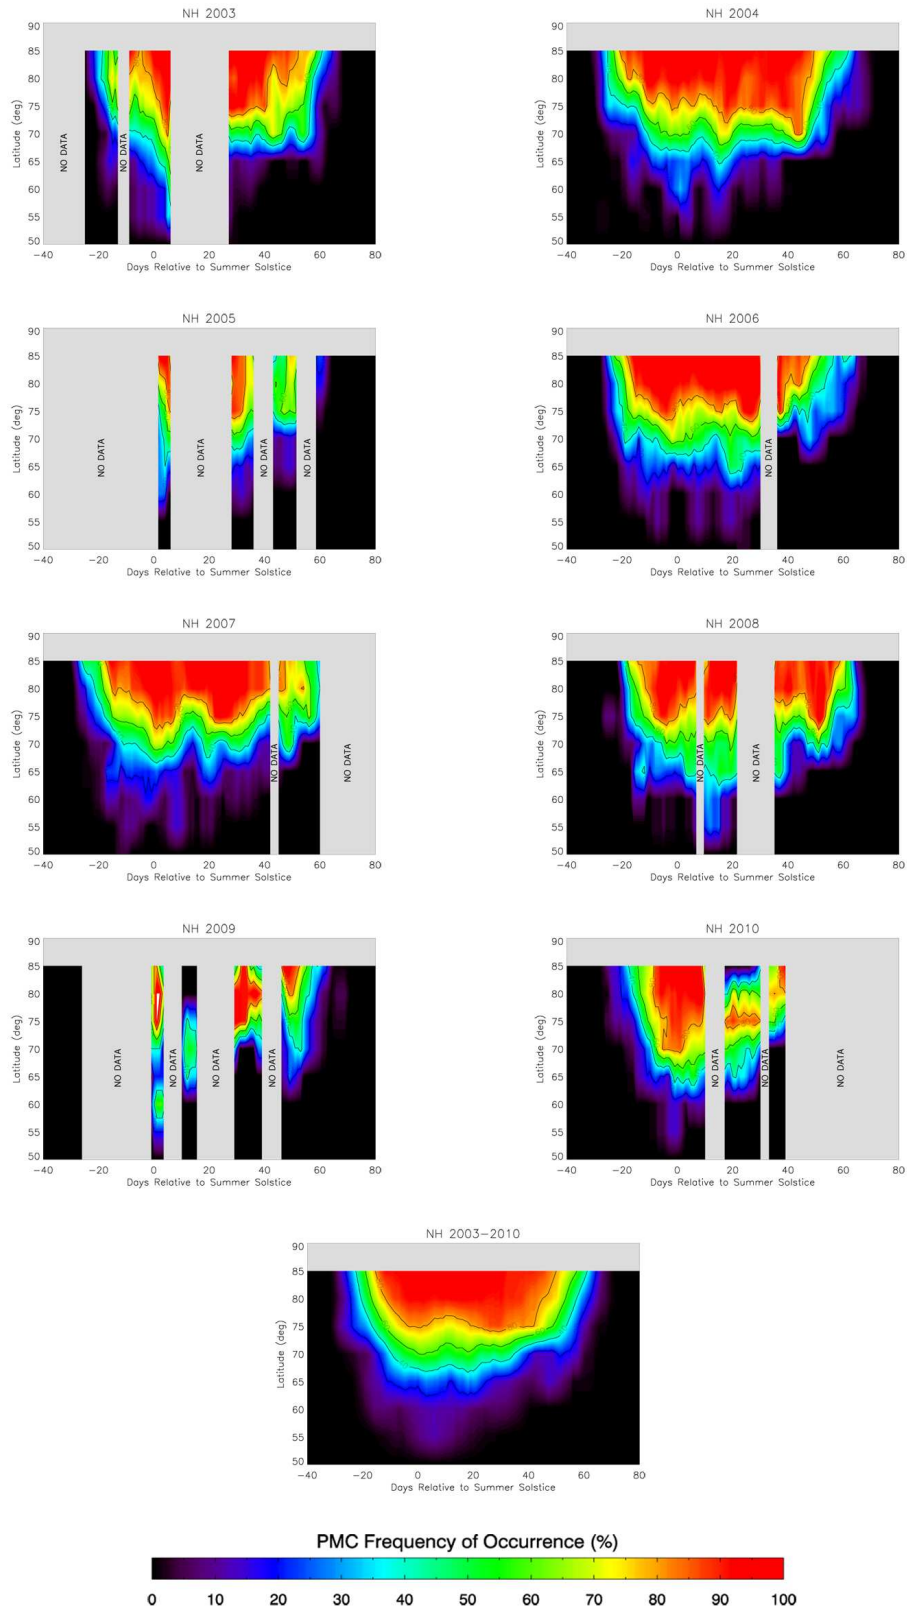 NH 2003
90
85
80
75
70
65
60
55
50
Latitude (deg)
NO DATA
NO DATA
NO DATA
−40 −20 0 20 40 60 80
Days Relative to Summer Solstice
NH 2004
90
85
80
75
70
65
60
55
50
Latitude (deg)
−40 −20 0 20 40 60 80
Days Relative to Summer Solstice
NH 2005
90
85
80
75
70
65
60
55
50
Latitude (deg)
NO DATA
NO DATA
NO DATA
NO DATA
−40 −20 0 20 40 60 80
Days Relative to Summer Solstice
NH 2006
90
85
80
75
70
65
60
55
50
Latitude (deg)
NO DATA
−40 −20 0 20 40 60 80
Days Relative to Summer Solstice
NH 2007
90
85
80
75
70
65
60
55
50
Latitude (deg)
NO DATA
NO DATA
−40 −20 0 20 40 60 80
Days Relative to Summer Solstice
NH 2008
90
85
80
75
70
65
60
55
50
Latitude (deg)
NO DATA
NO DATA
−40 −20 0 20 40 60 80
Days Relative to Summer Solstice
NH 2009
90
85
80
75
70
65
60
55
50
Latitude (deg)
NO DATA
NO DATA
NO DATA
NO DATA
−40 −20 0 20 40 60 80
Days Relative to Summer Solstice
NH 2010
90
85
80
75
70
65
60
55
50
Latitude (deg)
NO DATA
NO DATA
NO DATA
−40 −20 0 20 40 60 80
Days Relative to Summer Solstice
NH 2003−2010
90
85
80
75
70
65
60
55
50
Latitude (deg)
−40 −20 0 20 40 60 80
Days Relative to Summer Solstice
PMC Frequency of Occurrence (%)
0 10 20 30 40 50 60 70 80 90 100